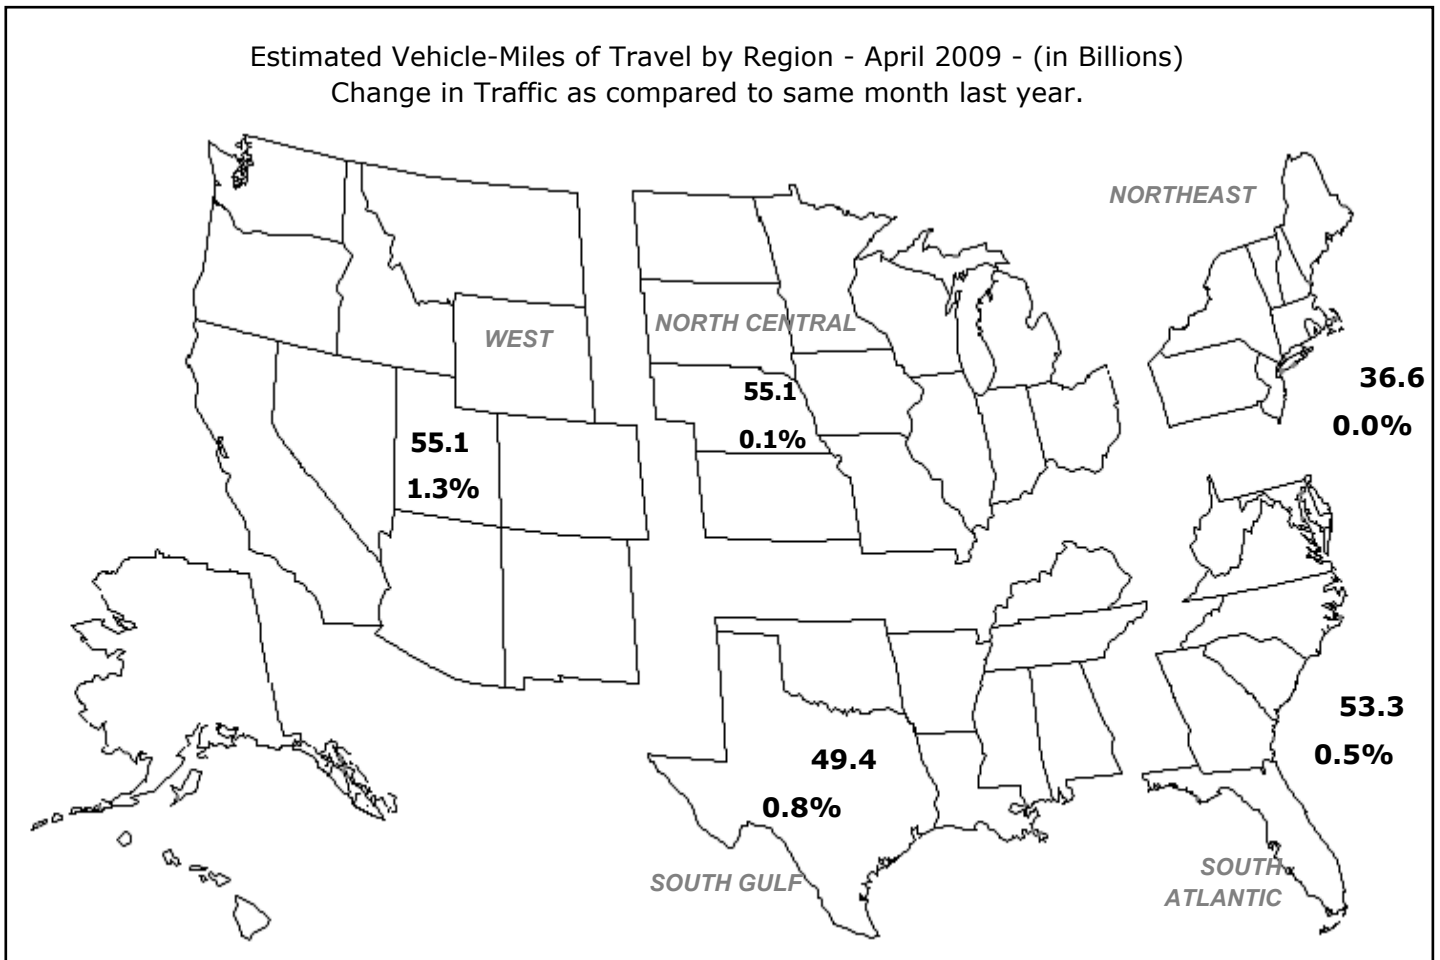 Estimated Vehicle-Miles of Travel by Region - April 2009 - (in Billions)
Change in Traffic as compared to same month last year.
NORTHEAST
36.6
0.0%
NORTH CENTRAL
55.1
0.1%
WEST
55.1
1.3%
53.3
0.5%
SOUTH
ATLANTIC
49.4
0.8%
SOUTH GULF